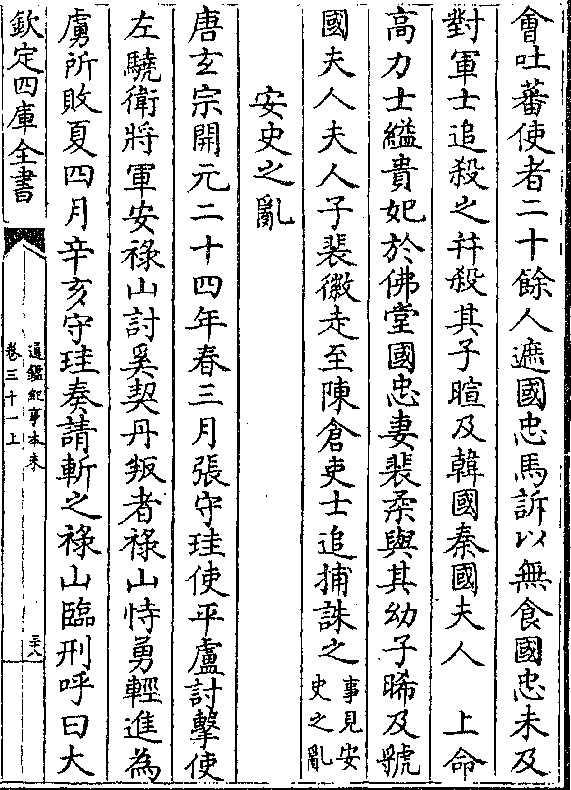 會吐蕃使者二十餘人遮國忠馬訴以無食國忠未及
對軍士追殺之并殺其子暄及韓國秦國夫人　上命
高力士縊貴妃於佛堂國忠妻裴柔與其幼子晞及虢
國夫人夫人子裴徽走至陳倉吏士追捕誅之事見安史之亂
安史之亂
唐玄宗開元二十四年春三月張守珪使平盧討擊使
左驍衛將軍安祿山討奚契丹叛者祿山恃勇輕進為
虜所敗夏四月辛亥守珪奏請斬之祿山臨刑呼曰大
欽定四庫全書
通鑑紀事本末
卷三十一上
三十八